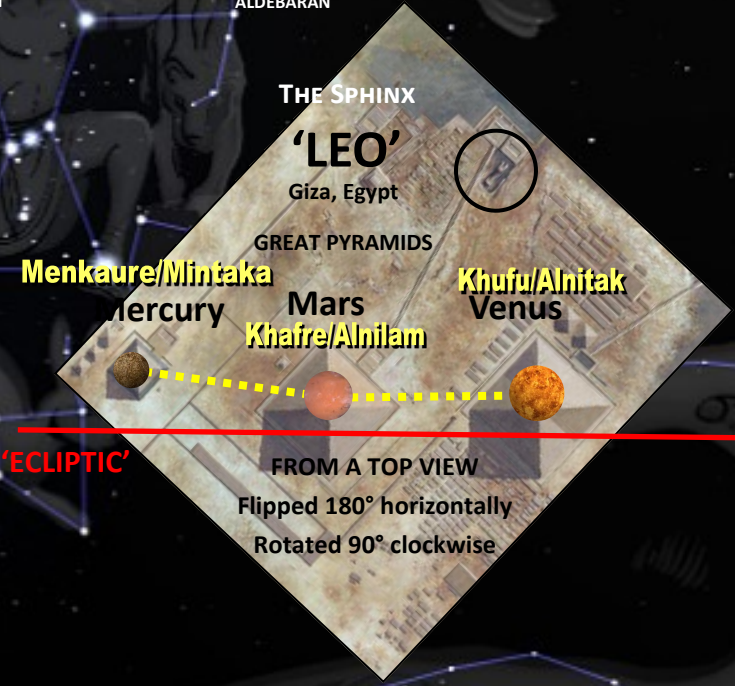 ALDEBARAN
THE SPHINX
‘LEO’
Giza, Egypt
GREAT PYRAMIDS
Menkaure/Mintaka
Mercury
Mars
Khafre/Alnilam
Khufu/Alnitak
Venus
‘ECLIPTIC’
FROM A TOP VIEW
Flipped 180° horizontally
Rotated 90° clockwise